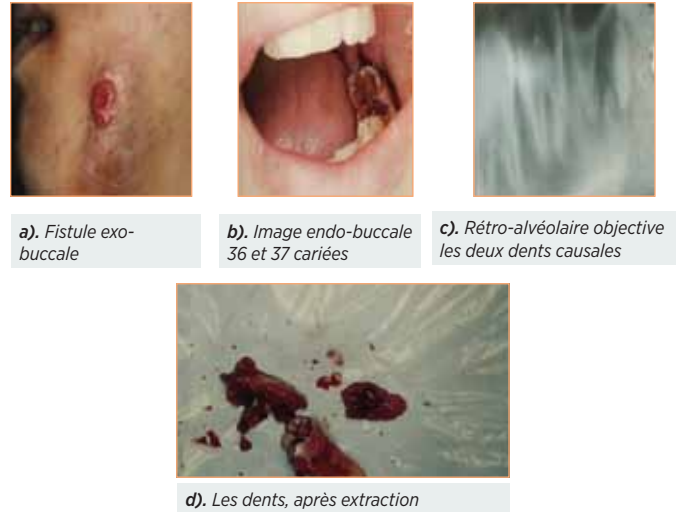 a). Fistule exo-
buccale
b). Image endo-buccale
36 et 37 cariées
c). Rétro-alvéolaire objective
les deux dents causales
d). Les dents, après extraction